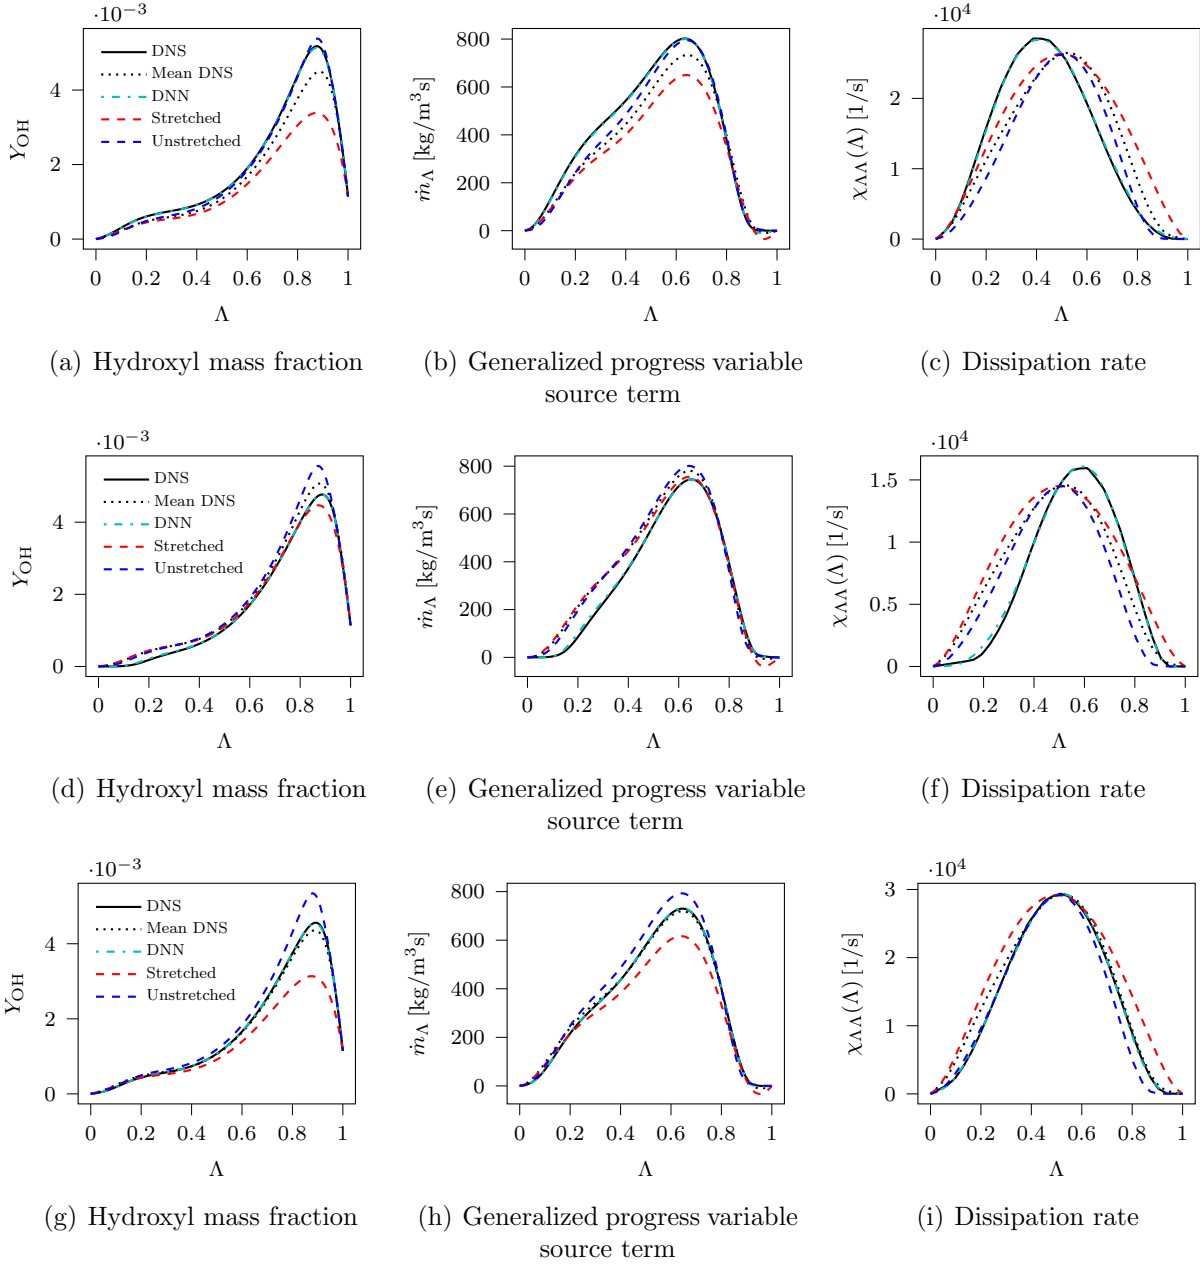 ·10⁻³
4
2
0
Y_OH
DNS
Mean DNS
DNN
Stretched
Unstretched
0 0.2 0.4 0.6 0.8 1
Λ
(a) Hydroxyl mass fraction
800
600
400
200
0
ṁ_Λ [kg/m³s]
0 0.2 0.4 0.6 0.8 1
Λ
(b) Generalized progress variable
source term
·10⁴
2
1
0
χ_ΛΛ(Λ) [1/s]
0 0.2 0.4 0.6 0.8 1
Λ
(c) Dissipation rate
·10⁻³
4
2
0
Y_OH
DNS
Mean DNS
DNN
Stretched
Unstretched
0 0.2 0.4 0.6 0.8 1
Λ
(d) Hydroxyl mass fraction
800
600
400
200
0
ṁ_Λ [kg/m³s]
0 0.2 0.4 0.6 0.8 1
Λ
(e) Generalized progress variable
source term
·10⁴
1.5
1
0.5
0
χ_ΛΛ(Λ) [1/s]
0 0.2 0.4 0.6 0.8 1
Λ
(f) Dissipation rate
·10⁻³
4
2
0
Y_OH
DNS
Mean DNS
DNN
Stretched
Unstretched
0 0.2 0.4 0.6 0.8 1
Λ
(g) Hydroxyl mass fraction
800
600
400
200
0
ṁ_Λ [kg/m³s]
0 0.2 0.4 0.6 0.8 1
Λ
(h) Generalized progress variable
source term
·10⁴
3
2
1
0
χ_ΛΛ(Λ) [1/s]
0 0.2 0.4 0.6 0.8 1
Λ
(i) Dissipation rate